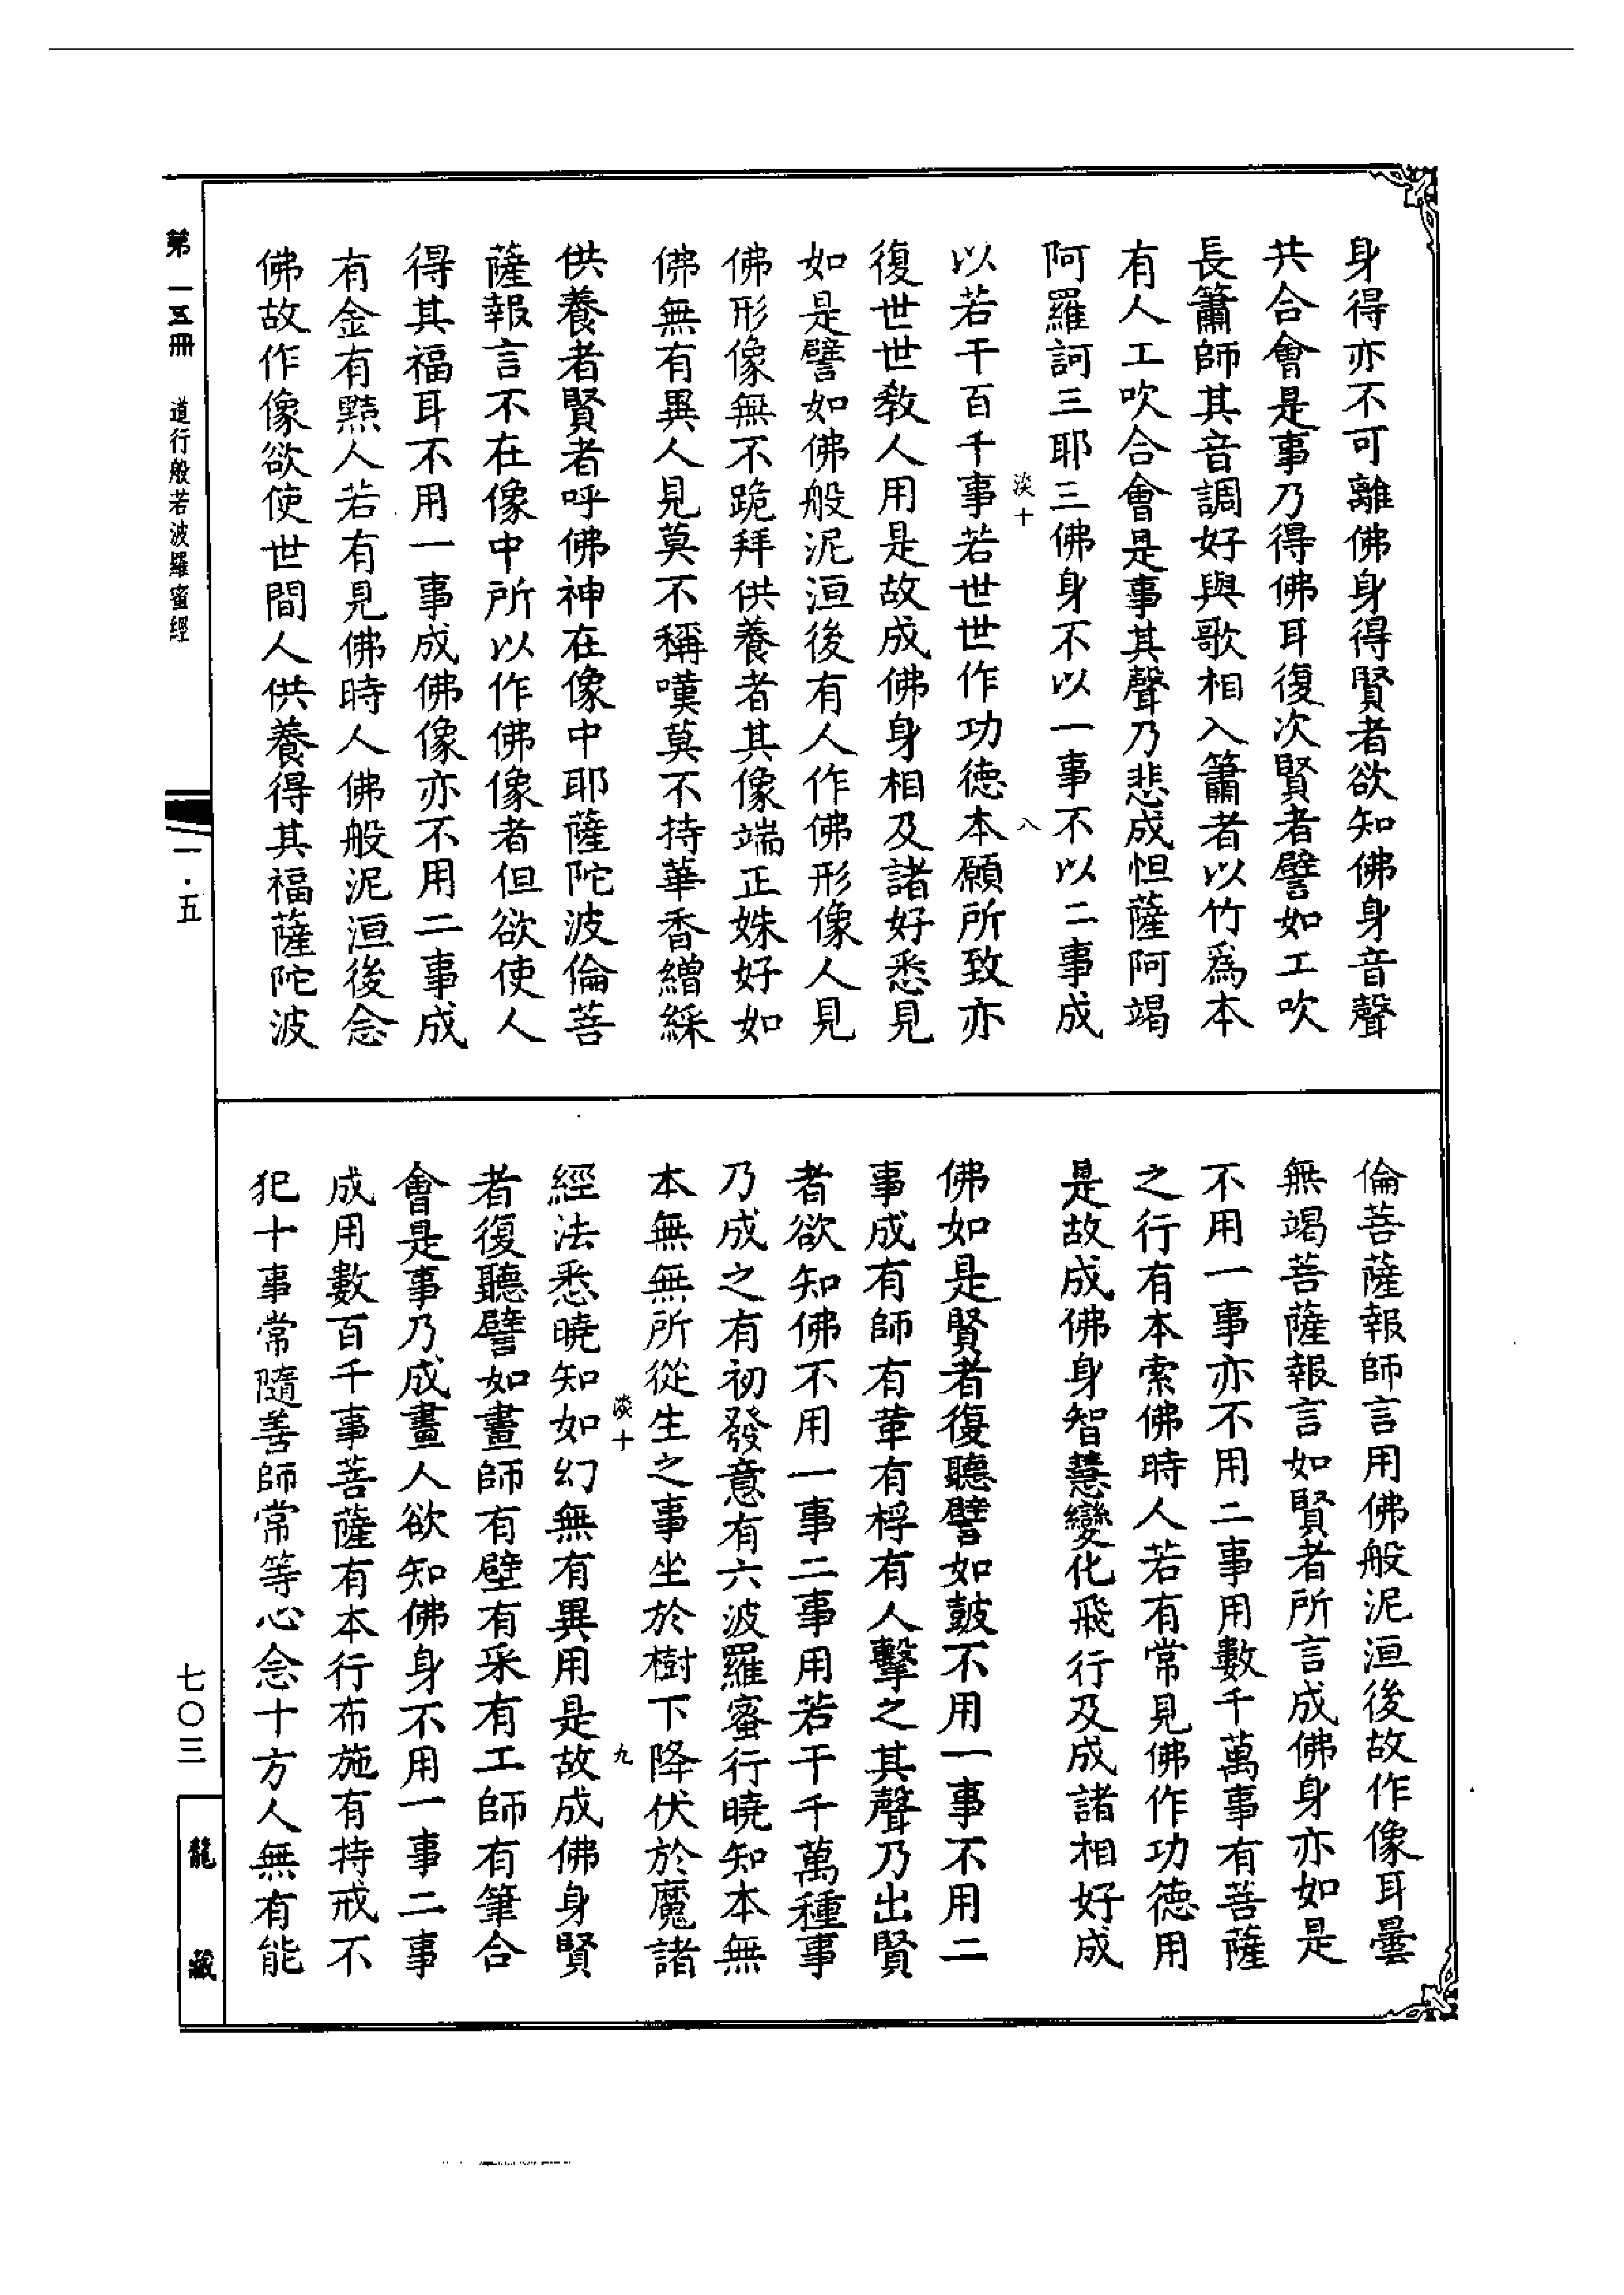 身得亦不可離佛身得賢者欲知佛身音聲
共合會是事乃得佛耳復次賢者譬如工吹
長簫師其音調好與歌相入簫者以竹爲本
有人工吹合會是事其聲乃悲成怛薩阿竭
阿羅訶三耶三佛身不以一事不以二事成
淡十 八
以若干百千事若世世作功德本願所致亦
復世世教人用是故成佛身相及諸好悉見
如是譬如佛般泥洹後有人作佛形像人見
佛形像無不跪拜供養者其像端正姝好如
佛無有異人見莫不稱嘆莫不持華香繒綵
供養者賢者呼佛神在像中耶薩陀波倫菩
薩報言不在像中所以作佛像者但欲使人
得其福耳不用一事成佛像亦不用二事成
有金有黠人若有見佛時人佛般泥洹後念
佛故作像欲使世間人供養得其福薩陀波
倫菩薩報師言用佛般泥洹後故作像耳曇
無竭菩薩報言如賢者所言成佛身亦如是
不用一事亦不用二事用數千萬事有菩薩
之行有本索佛時人若有常見佛作功德用
是故成佛身智慧變化飛行及成諸相好成
佛如是賢者復聽譬如鼓不用一事不用二
事成有師有革有桴有人擊之其聲乃出賢
者欲知佛不用一事二事用若干千萬種事
乃成之有初發意有六波羅蜜行曉知本無
本無無所從生之事坐於樹下降伏於魔諸
淡十 九
經法悉曉知如幻無有異用是故成佛身賢
者復聽譬如畫師有壁有采有工師有筆合
會是事乃成畫人欲知佛身不用一事二事
成用數百千事菩薩有本行布施有持戒不
犯十事常隨善師常等心念十方人無有能
第一五冊 道行般若波羅蜜經
一·五
七〇三
龍藏